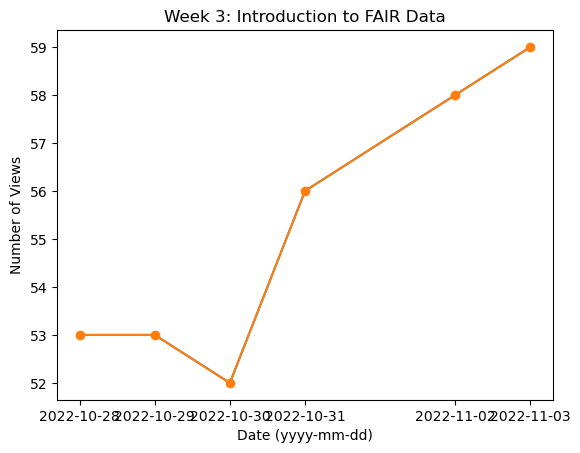 Week 3: Introduction to FAIR Data
Number of Views
59
58
57
56
55
54
53
52
2022-10-28 2022-10-29 2022-10-30 2022-10-31 2022-11-02 2022-11-03
Date (yyyy-mm-dd)